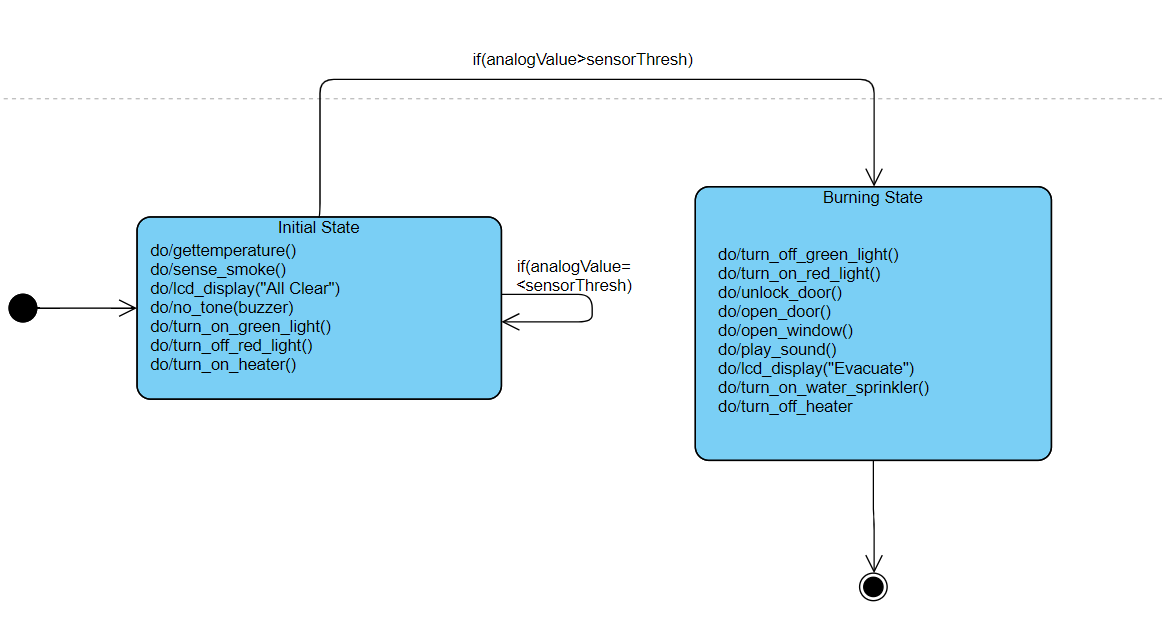 if(analogValue>sensorThresh)
Initial State
do/gettemperature()
do/sense_smoke()
do/lcd_display("All Clear")
do/no_tone(buzzer)
do/turn_on_green_light()
do/turn_off_red_light()
do/turn_on_heater()
if(analogValue=
<sensorThresh)
Burning State
do/turn_off_green_light()
do/turn_on_red_light()
do/unlock_door()
do/open_door()
do/open_window()
do/play_sound()
do/lcd_display("Evacuate")
do/turn_on_water_sprinkler()
do/turn_off_heater